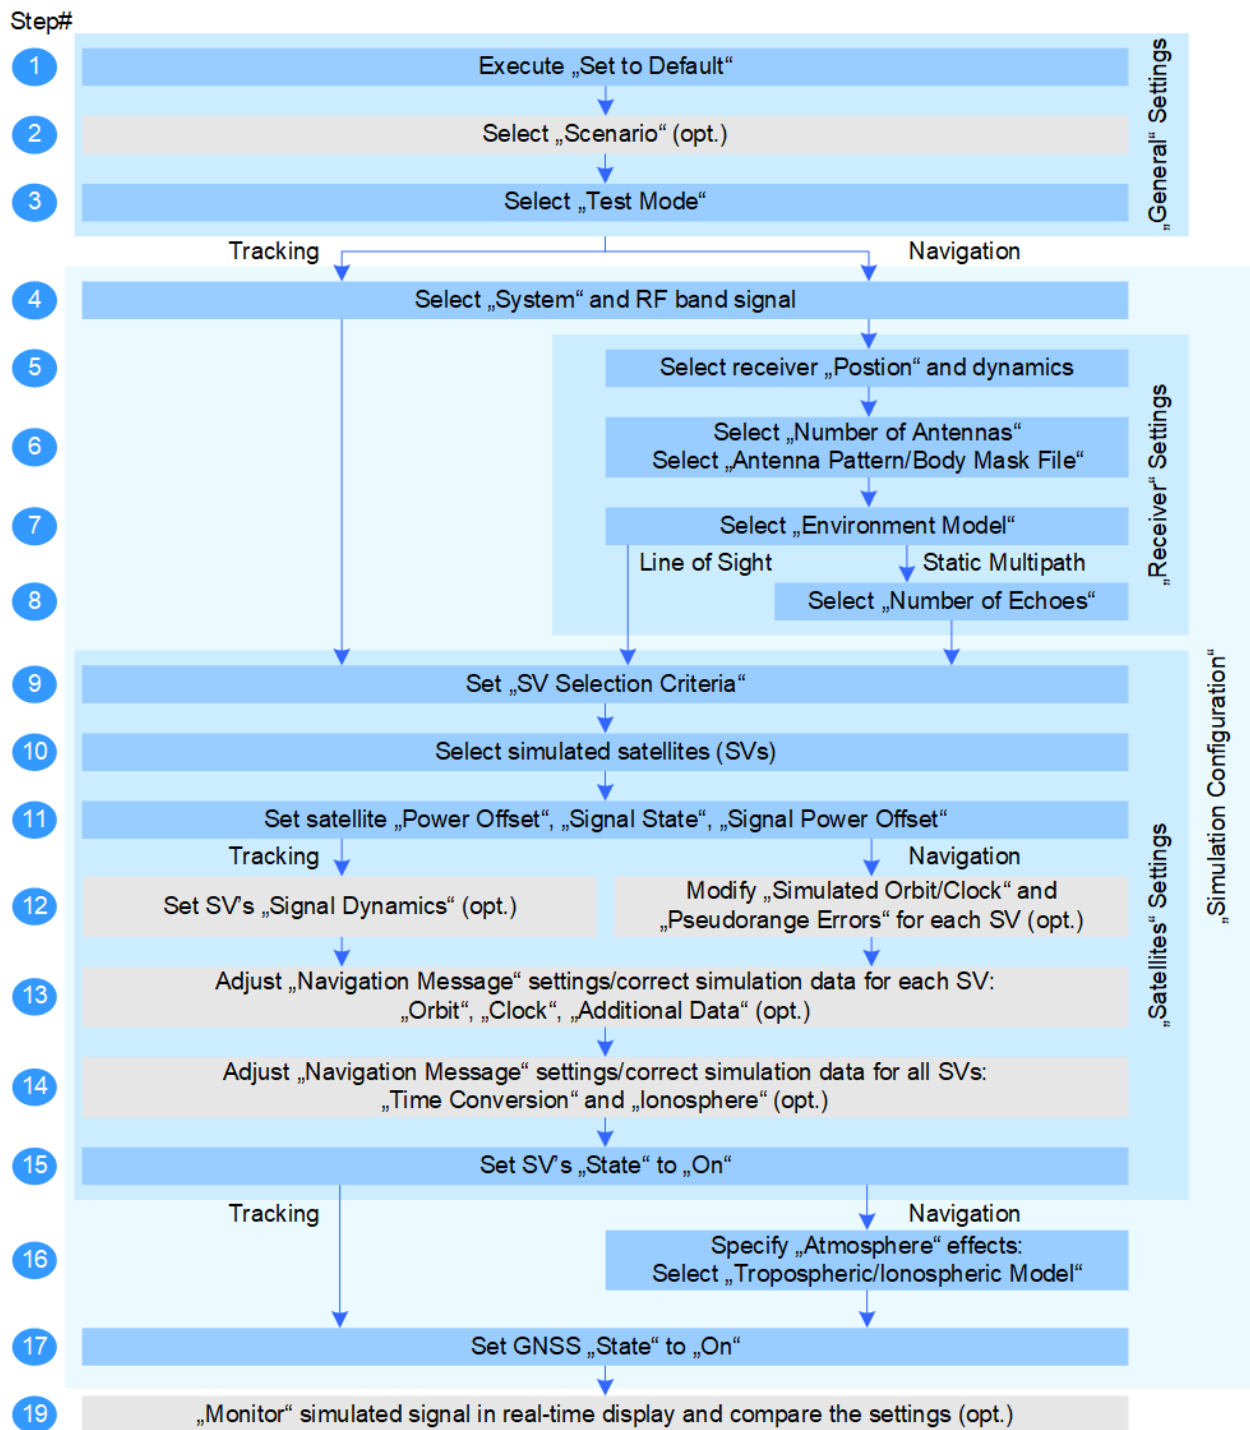 Step#
1
Execute „Set to Default“
2
Select „Scenario“ (opt.)
3
Select „Test Mode“
„General“ Settings
Tracking
Navigation
4
Select „System“ and RF band signal
5
Select receiver „Postion“ and dynamics
6
Select „Number of Antennas“
Select „Antenna Pattern/Body Mask File“
7
Select „Environment Model“
Line of Sight
Static Multipath
8
Select „Number of Echoes“
„Receiver“ Settings
9
Set „SV Selection Criteria“
10
Select simulated satellites (SVs)
11
Set satellite „Power Offset“, „Signal State“, „Signal Power Offset“
Tracking
Navigation
12
Set SV's „Signal Dynamics“ (opt.)
Modify „Simulated Orbit/Clock“ and
„Pseudorange Errors“ for each SV (opt.)
13
Adjust „Navigation Message“ settings/correct simulation data for each SV:
„Orbit“, „Clock“, „Additional Data“ (opt.)
14
Adjust „Navigation Message“ settings/correct simulation data for all SVs:
„Time Conversion“ and „Ionosphere“ (opt.)
15
Set SV's „State“ to „On“
„Satellites“ Settings
Tracking
Navigation
16
Specify „Atmosphere“ effects:
Select „Tropospheric/Ionospheric Model“
17
Set GNSS „State“ to „On“
„Simulation Configuration“
19
„Monitor“ simulated signal in real-time display and compare the settings (opt.)